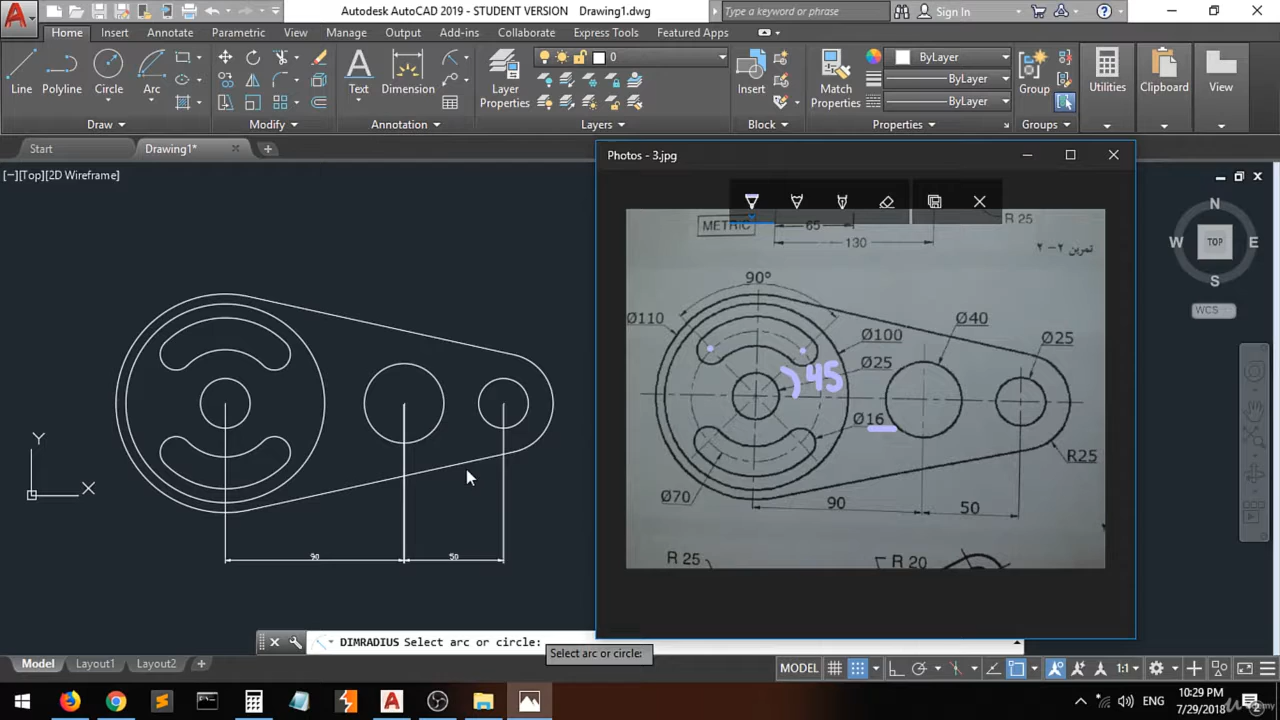 Autodesk AutoCAD 2019 - STUDENT VERSION Drawing1.dwg
Type a keyword or phrase
Sign In
Home Insert Annotate Parametric View Manage Output Add-ins Collaborate Express Tools Featured Apps
Line Polyline Circle Arc
Text Dimension
Layer Properties
0
Insert
Match Properties
ByLayer
ByLayer
ByLayer
Group
Utilities
Clipboard
View
Draw Modify Annotation Layers Block Properties Groups
Start Drawing1*
[−][Top][2D Wireframe]
Photos - 3.jpg
METRIC
65
R 25
130
تمرین ۲-۲
90°
Ø110
Ø40
Ø100
Ø25
Ø25
45
Ø16
R25
Ø70
90
50
R 25
R 20
N
W TOP E
S
WCS
Y
X
90
50
DIMRADIUS Select arc or circle:
Select arc or circle:
Model Layout1 Layout2 +
MODEL
1:1
ENG
10:29 PM
7/29/2018
2